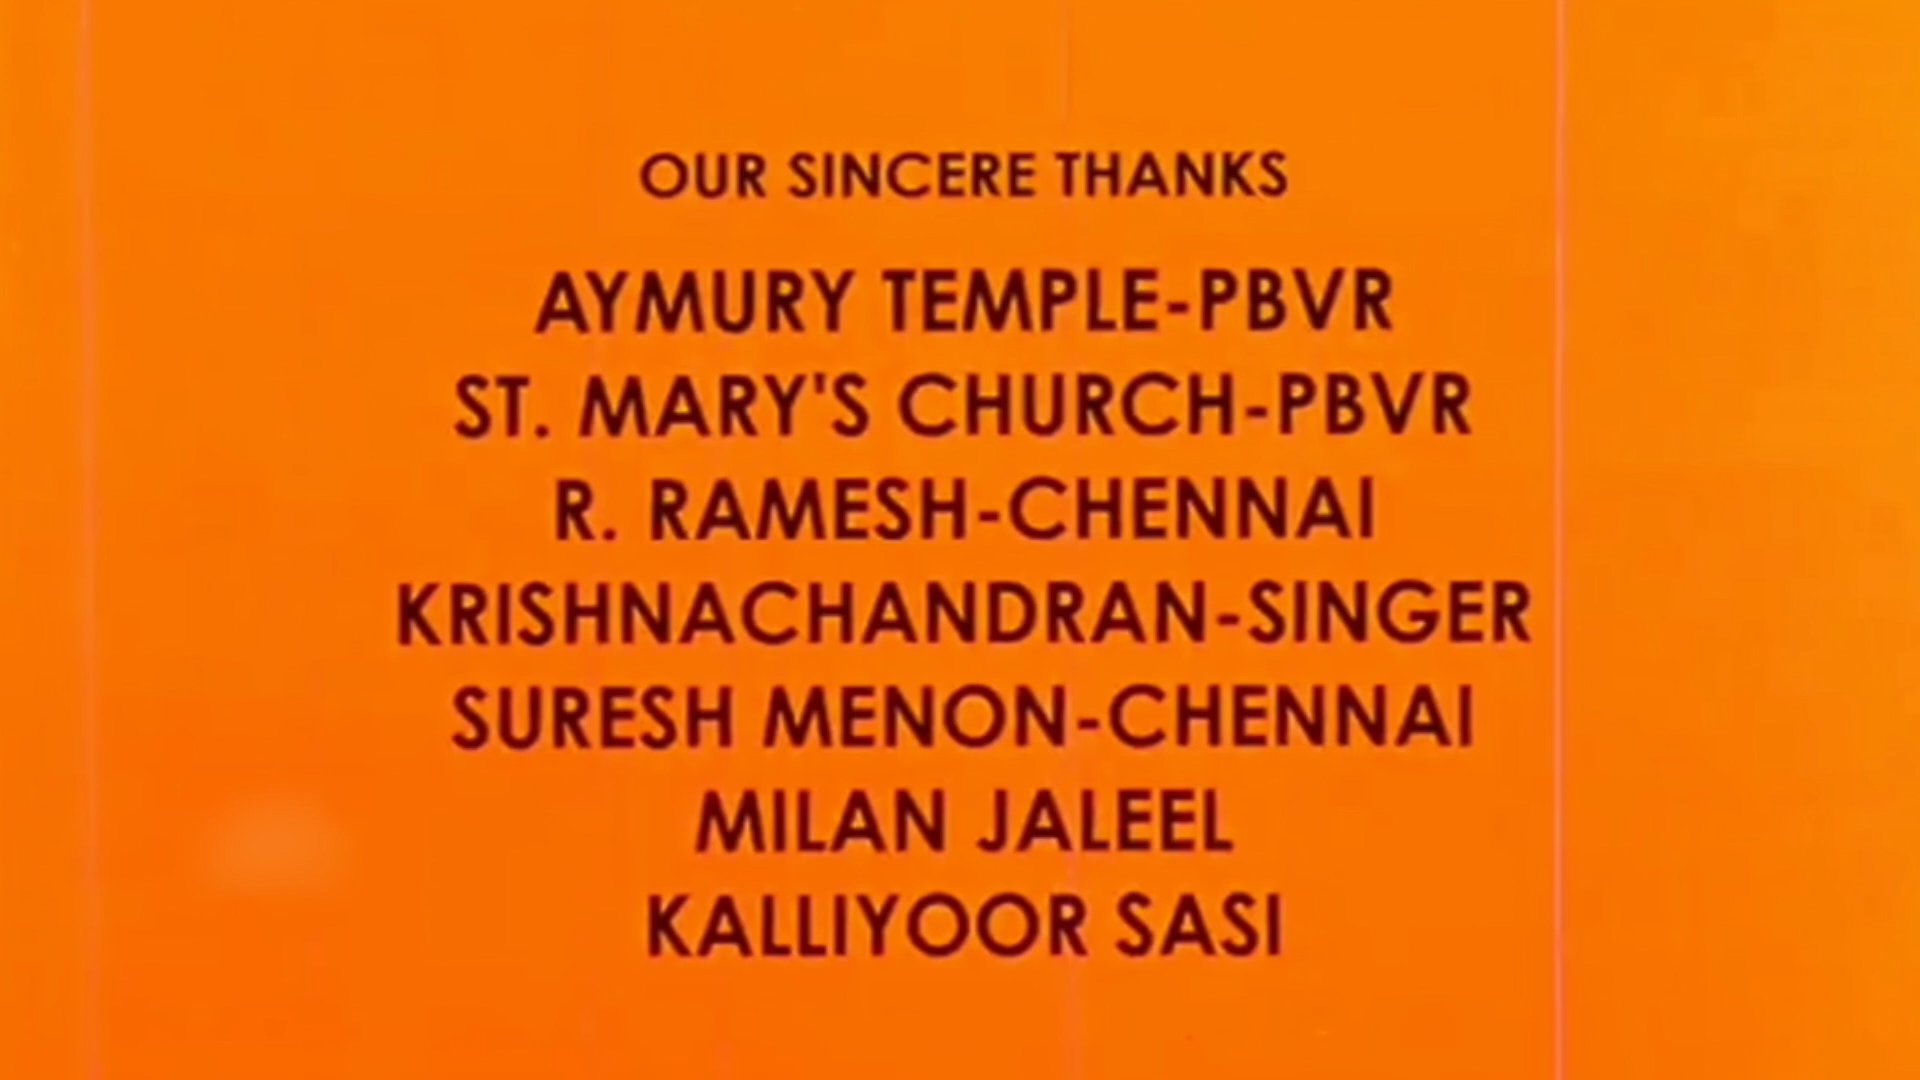 OUR SINCERE THANKS
AYMURY TEMPLE-PBVR
ST. MARY'S CHURCH-PBVR
R. RAMESH-CHENNAI
KRISHNACHANDRAN-SINGER
SURESH MENON-CHENNAI
MILAN JALEEL
KALLIYOOR SASI